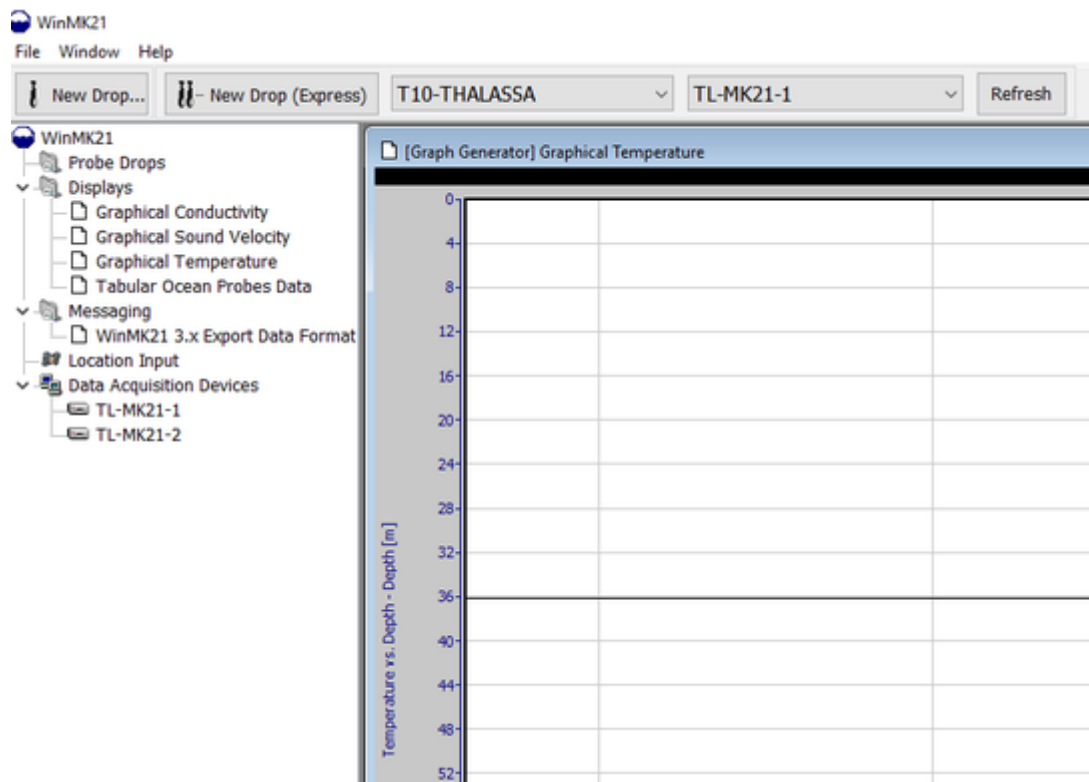 WinMK21
File Window Help
New Drop... New Drop (Express) T10-THALASSA TL-MK21-1 Refresh
WinMK21
Probe Drops
Displays
Graphical Conductivity
Graphical Sound Velocity
Graphical Temperature
Tabular Ocean Probes Data
Messaging
WinMK21 3.x Export Data Format
Location Input
Data Acquisition Devices
TL-MK21-1
TL-MK21-2
[Graph Generator] Graphical Temperature
0
4
8
12
16
20
24
28
32
36
40
44
48
52
Temperature vs. Depth - Depth [m]